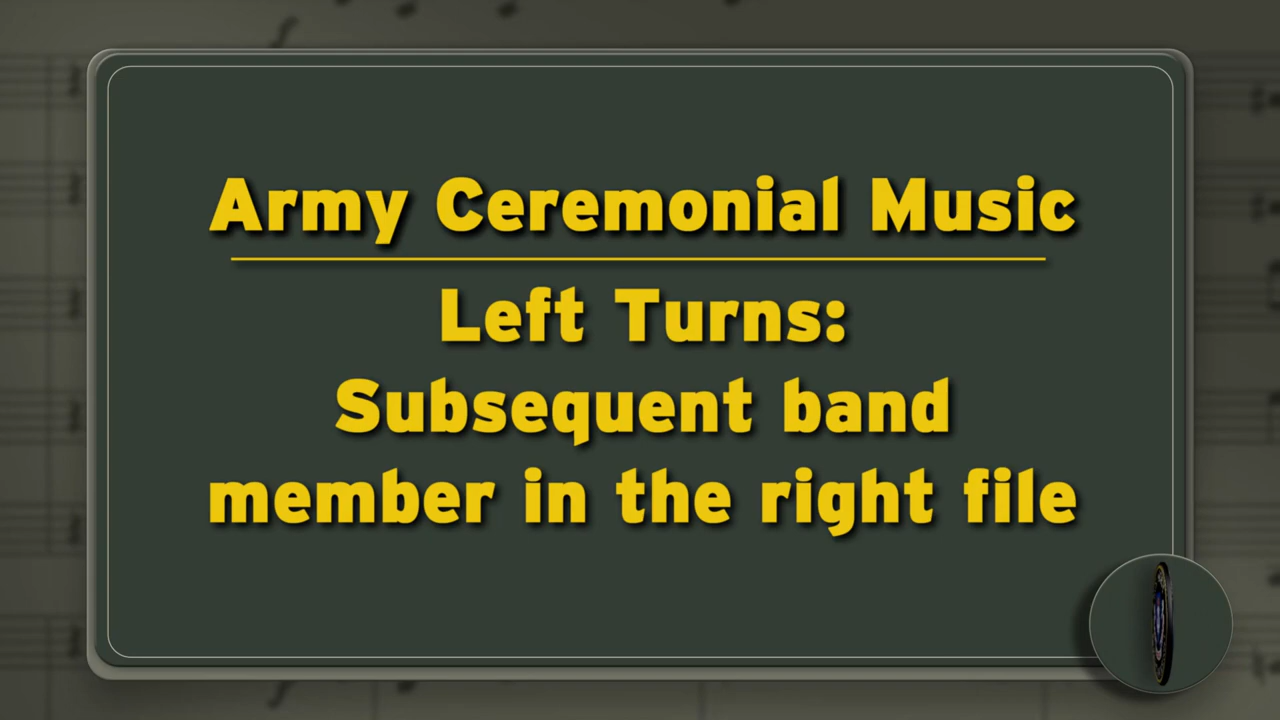 Army Ceremonial Music
Left Turns:
Subsequent band
member in the right file